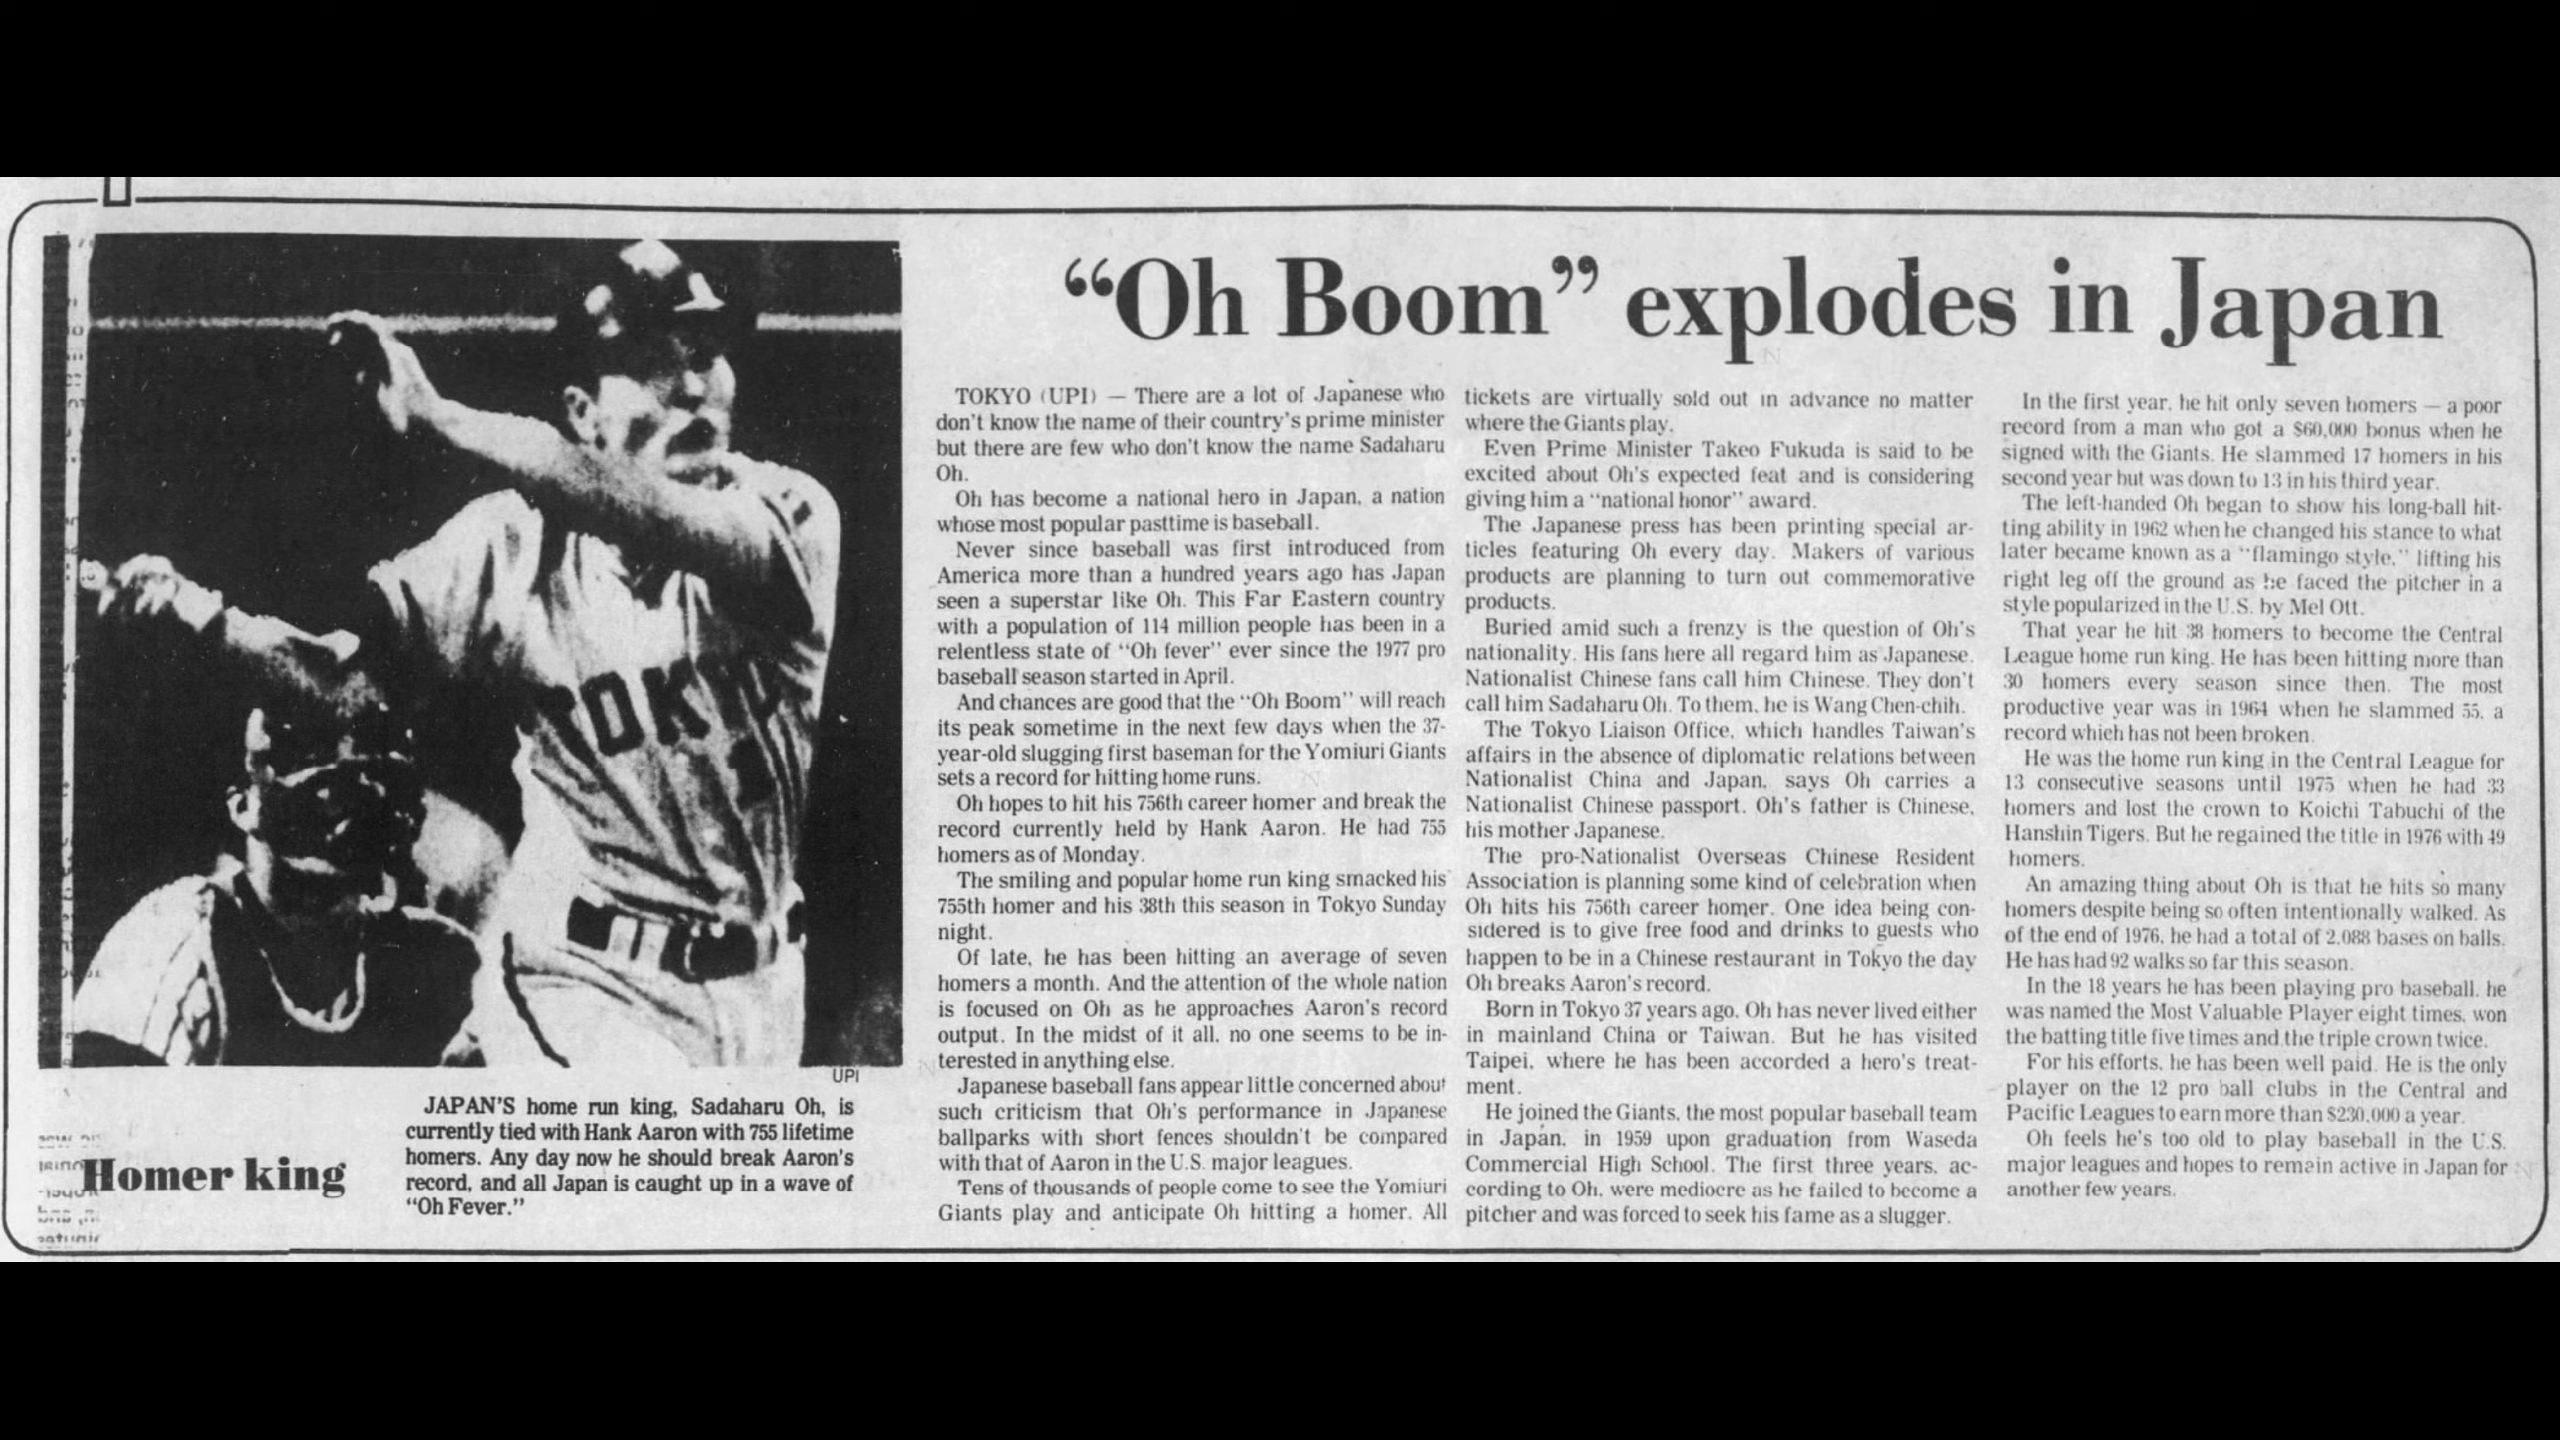 "Oh Boom" explodes in Japan
TOKYO (UPI) — There are a lot of Japanese who
don't know the name of their country's prime minister
but there are few who don't know the name Sadaharu
Oh.
Oh has become a national hero in Japan, a nation
whose most popular pasttime is baseball.
Never since baseball was first introduced from
America more than a hundred years ago has Japan
seen a superstar like Oh. This Far Eastern country
with a population of 114 million people has been in a
relentless state of "Oh fever" ever since the 1977 pro
baseball season started in April.
And chances are good that the "Oh Boom" will reach
its peak sometime in the next few days when the 37-
year-old slugging first baseman for the Yomiuri Giants
sets a record for hitting home runs.
Oh hopes to hit his 756th career homer and break the
record currently held by Hank Aaron. He had 755
homers as of Monday.
The smiling and popular home run king smacked his
755th homer and his 38th this season in Tokyo Sunday
night.
Of late, he has been hitting an average of seven
homers a month. And the attention of the whole nation
is focused on Oh as he approaches Aaron's record
output. In the midst of it all, no one seems to be in-
terested in anything else.
Japanese baseball fans appear little concerned about
such criticism that Oh's performance in Japanese
ballparks with short fences shouldn't be compared
with that of Aaron in the U.S. major leagues.
Tens of thousands of people come to see the Yomiuri
Giants play and anticipate Oh hitting a homer. All
tickets are virtually sold out in advance no matter
where the Giants play.
Even Prime Minister Takeo Fukuda is said to be
excited about Oh's expected feat and is considering
giving him a "national honor" award.
The Japanese press has been printing special ar-
ticles featuring Oh every day. Makers of various
products are planning to turn out commemorative
products.
Buried amid such a frenzy is the question of Oh's
nationality. His fans here all regard him as Japanese.
Nationalist Chinese fans call him Chinese. They don't
call him Sadaharu Oh. To them, he is Wang Chen-chih.
The Tokyo Liaison Office, which handles Taiwan's
affairs in the absence of diplomatic relations between
Nationalist China and Japan, says Oh carries a
Nationalist Chinese passport. Oh's father is Chinese,
his mother Japanese.
The pro-Nationalist Overseas Chinese Resident
Association is planning some kind of celebration when
Oh hits his 756th career homer. One idea being con-
sidered is to give free food and drinks to guests who
happen to be in a Chinese restaurant in Tokyo the day
Oh breaks Aaron's record.
Born in Tokyo 37 years ago, Oh has never lived either
in mainland China or Taiwan. But he has visited
Taipei, where he has been accorded a hero's treat-
ment.
He joined the Giants, the most popular baseball team
in Japan, in 1959 upon graduation from Waseda
Commercial High School. The first three years, ac-
cording to Oh, were mediocre as he failed to become a
pitcher and was forced to seek his fame as a slugger.
In the first year, he hit only seven homers — a poor
record from a man who got a $60,000 bonus when he
signed with the Giants. He slammed 17 homers in his
second year but was down to 13 in his third year.
The left-handed Oh began to show his long-ball hit-
ting ability in 1962 when he changed his stance to what
later became known as a "flamingo style," lifting his
right leg off the ground as he faced the pitcher in a
style popularized in the U.S. by Mel Ott.
That year he hit 38 homers to become the Central
League home run king. He has been hitting more than
30 homers every season since then. The most
productive year was in 1964 when he slammed 55, a
record which has not been broken.
He was the home run king in the Central League for
13 consecutive seasons until 1975 when he had 33
homers and lost the crown to Koichi Tabuchi of the
Hanshin Tigers. But he regained the title in 1976 with 49
homers.
An amazing thing about Oh is that he hits so many
homers despite being so often intentionally walked. As
of the end of 1976, he had a total of 2,088 bases on balls.
He has had 92 walks so far this season.
In the 18 years he has been playing pro baseball, he
was named the Most Valuable Player eight times, won
the batting title five times and the triple crown twice.
For his efforts, he has been well paid. He is the only
player on the 12 pro ball clubs in the Central and
Pacific Leagues to earn more than $230,000 a year.
Oh feels he's too old to play baseball in the U.S.
major leagues and hopes to remain active in Japan for
another few years.
TOKY
UPI
Homer king
JAPAN'S home run king, Sadaharu Oh, is
currently tied with Hank Aaron with 755 lifetime
homers. Any day now he should break Aaron's
record, and all Japan is caught up in a wave of
"Oh Fever."